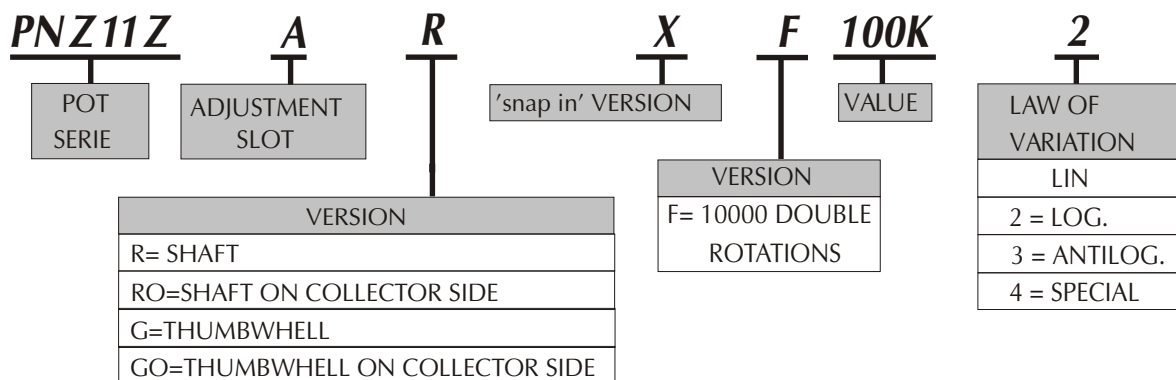 PNZ11Z A R X F 100K 2
POT
SERIE
ADJUSTMENT
SLOT
'snap in' VERSION
VALUE
LAW OF
VARIATION
LIN
2 = LOG.
3 = ANTILOG.
4 = SPECIAL
VERSION
F= 10000 DOUBLE
ROTATIONS
VERSION
R= SHAFT
RO=SHAFT ON COLLECTOR SIDE
G=THUMBWHELL
GO=THUMBWHELL ON COLLECTOR SIDE